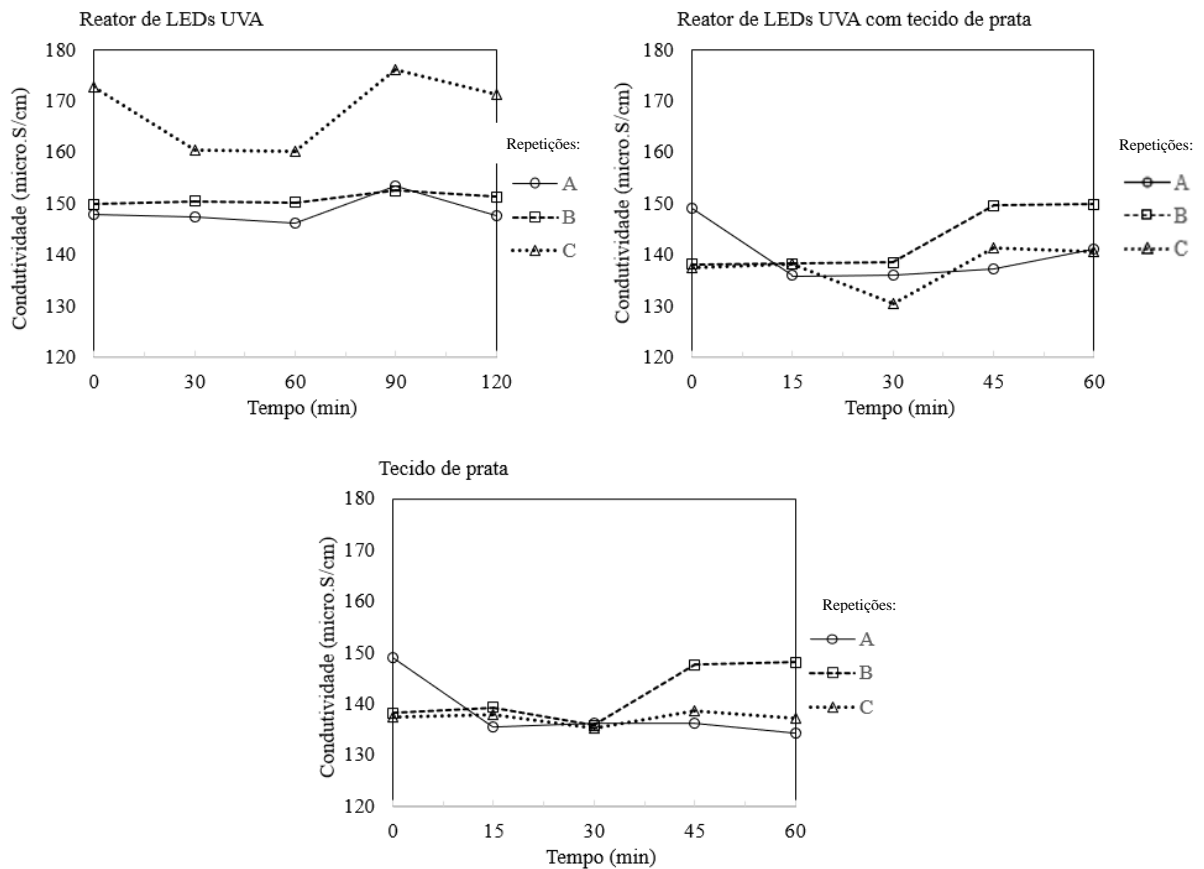 Reator de LEDs UVA
180
170
160
150
140
130
120
Condutividade (micro.S/cm)
0 30 60 90 120
Tempo (min)
Repetições:
A
B
C
Reator de LEDs UVA com tecido de prata
180
170
160
150
140
130
120
Condutividade (micro.S/cm)
0 15 30 45 60
Tempo (min)
Repetições:
A
B
C
Tecido de prata
180
170
160
150
140
130
120
Condutividade (micro.S/cm)
0 15 30 45 60
Tempo (min)
Repetições:
A
B
C